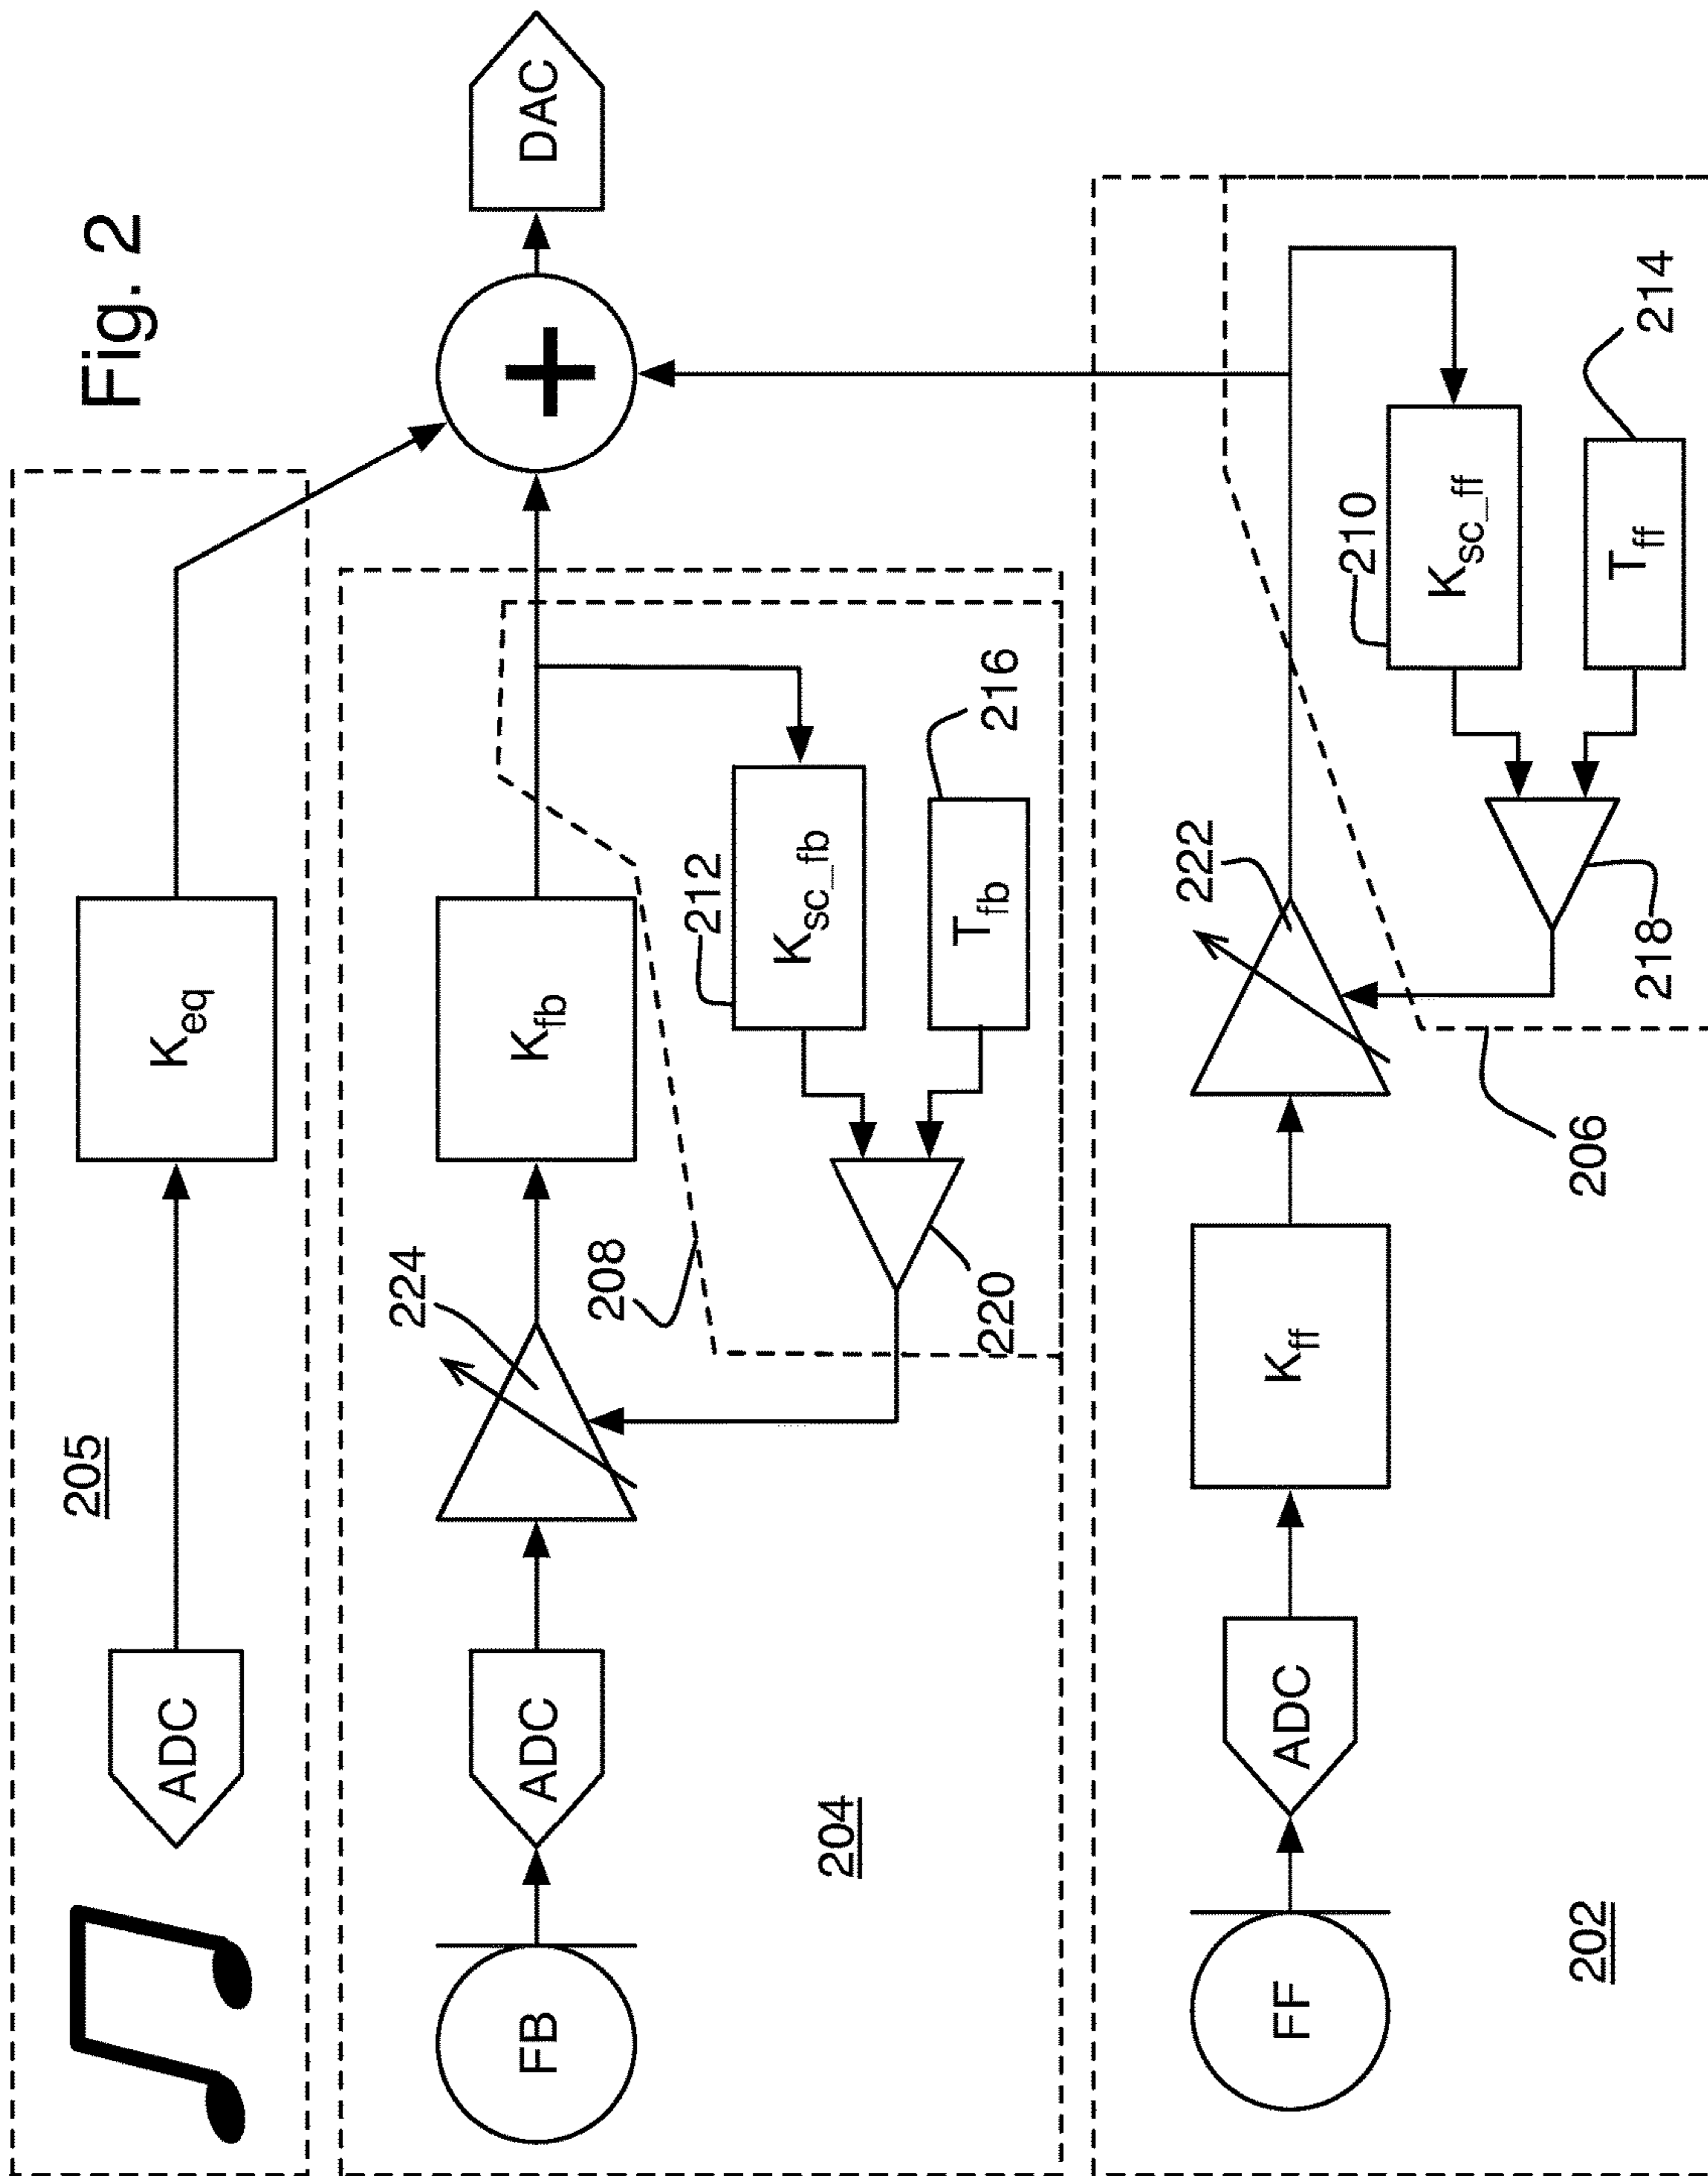 Fig. 2
205
ADC
K_eq
DAC
FB
ADC
224
K_fb
208
212
K_sc_fb
216
T_fb
220
204
FF
ADC
K_ff
222
206
210
K_sc_ff
214
T_ff
218
202